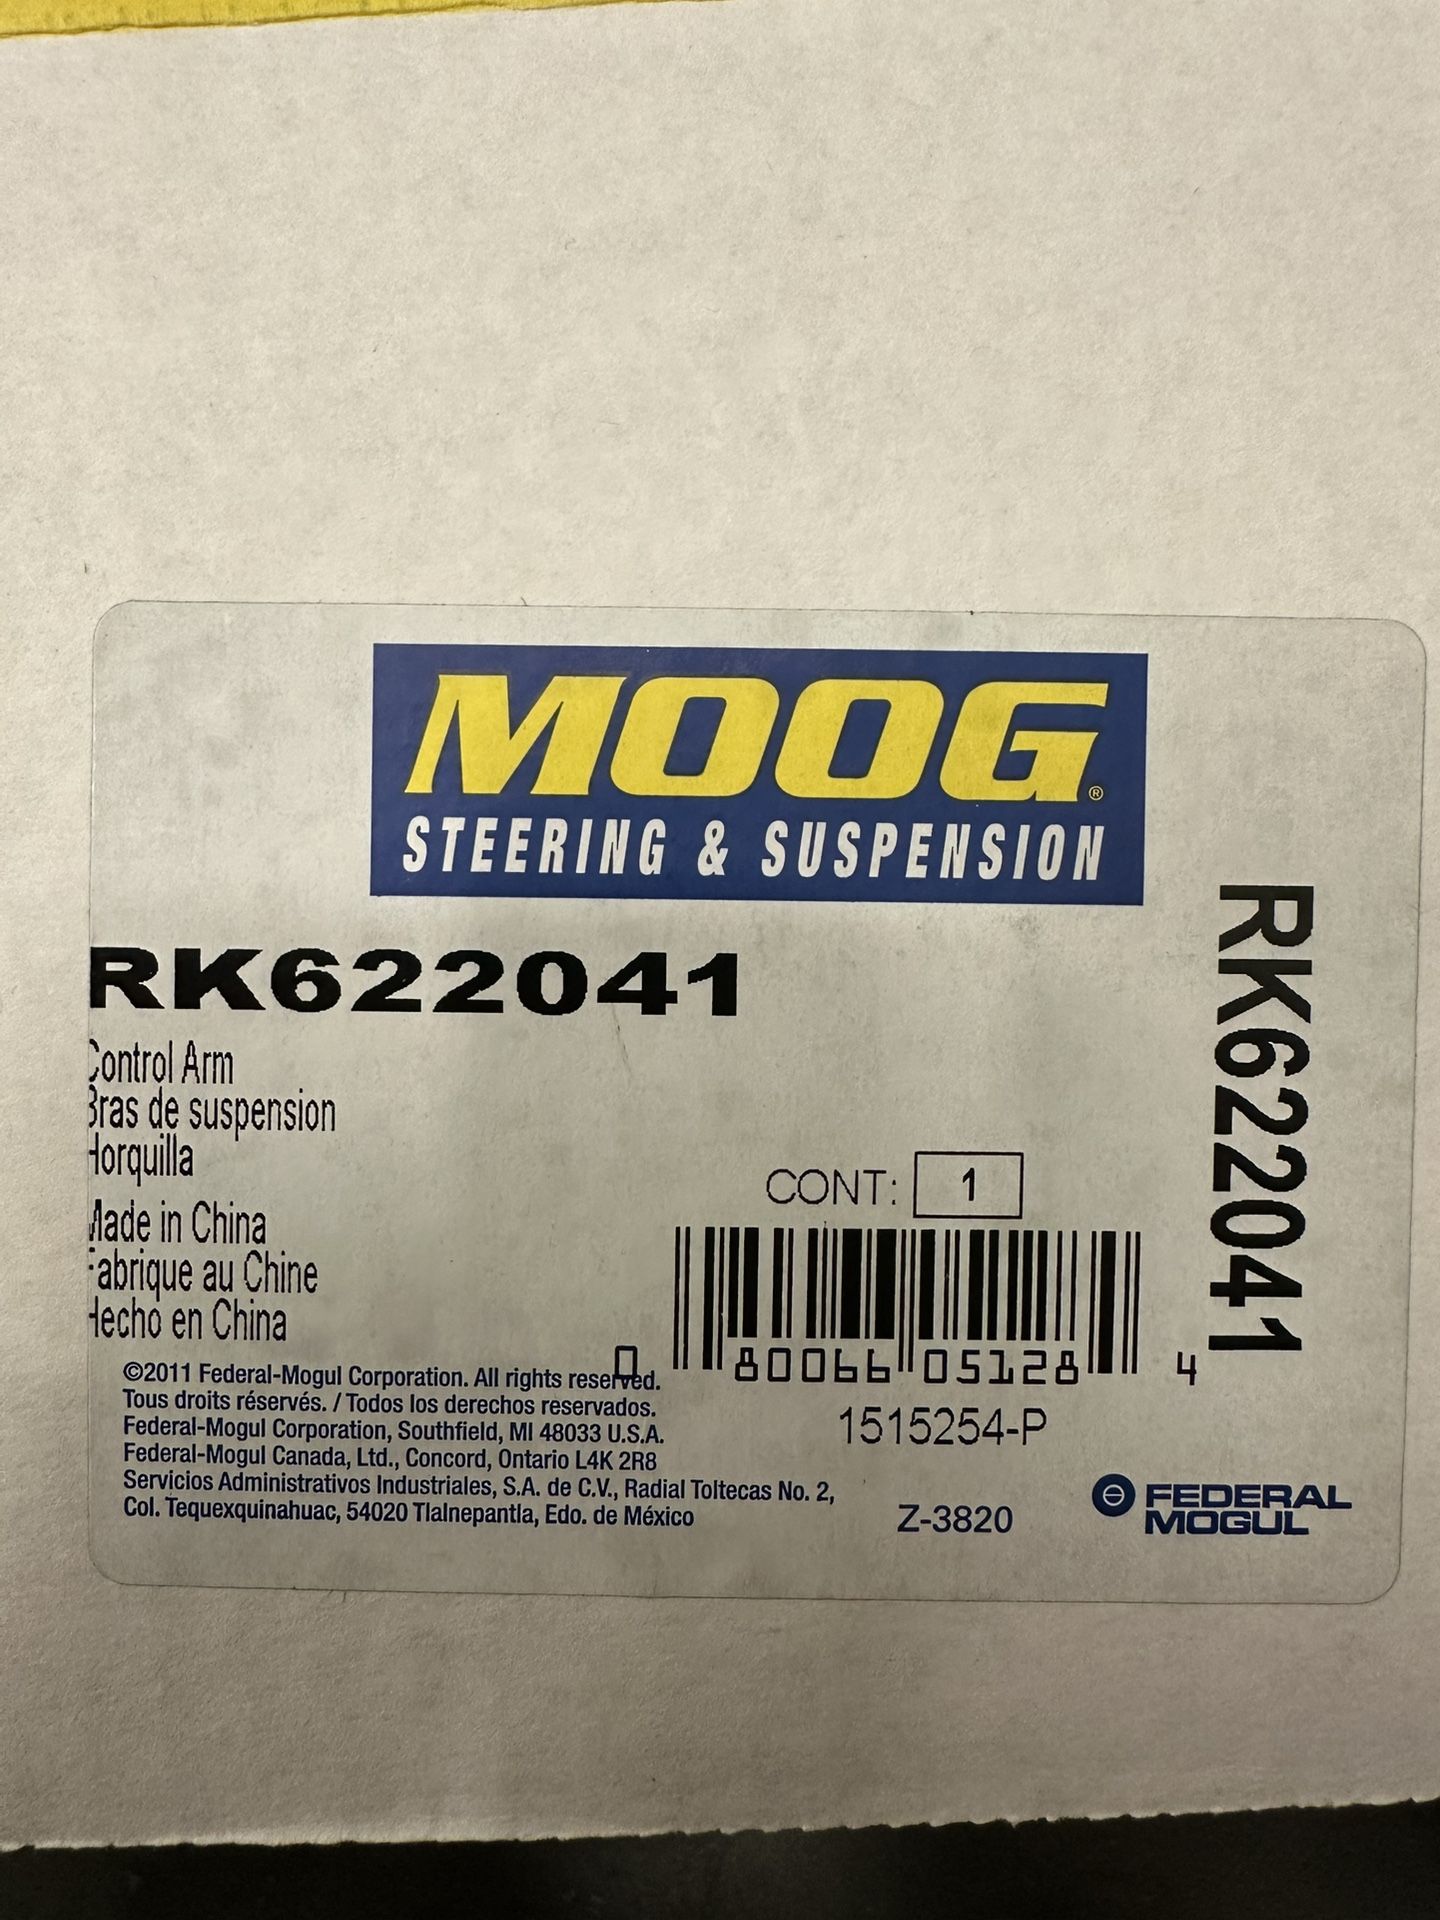 MOOG®
STEERING & SUSPENSION
RK622041
RK622041
Control Arm
Bras de suspension
Horquilla
Made in China
Fabrique au Chine
Hecho en China
CONT: 1
0 80066 05128 4
1515254-P
©2011 Federal-Mogul Corporation. All rights reserved.
Tous droits réservés. / Todos los derechos reservados.
Federal-Mogul Corporation, Southfield, MI 48033 U.S.A.
Federal-Mogul Canada, Ltd., Concord, Ontario L4K 2R8
Servicios Administrativos Industriales, S.A. de C.V., Radial Toltecas No. 2,
Col. Tequexquinahuac, 54020 Tlalnepantla, Edo. de México
Z-3820
FEDERAL
MOGUL